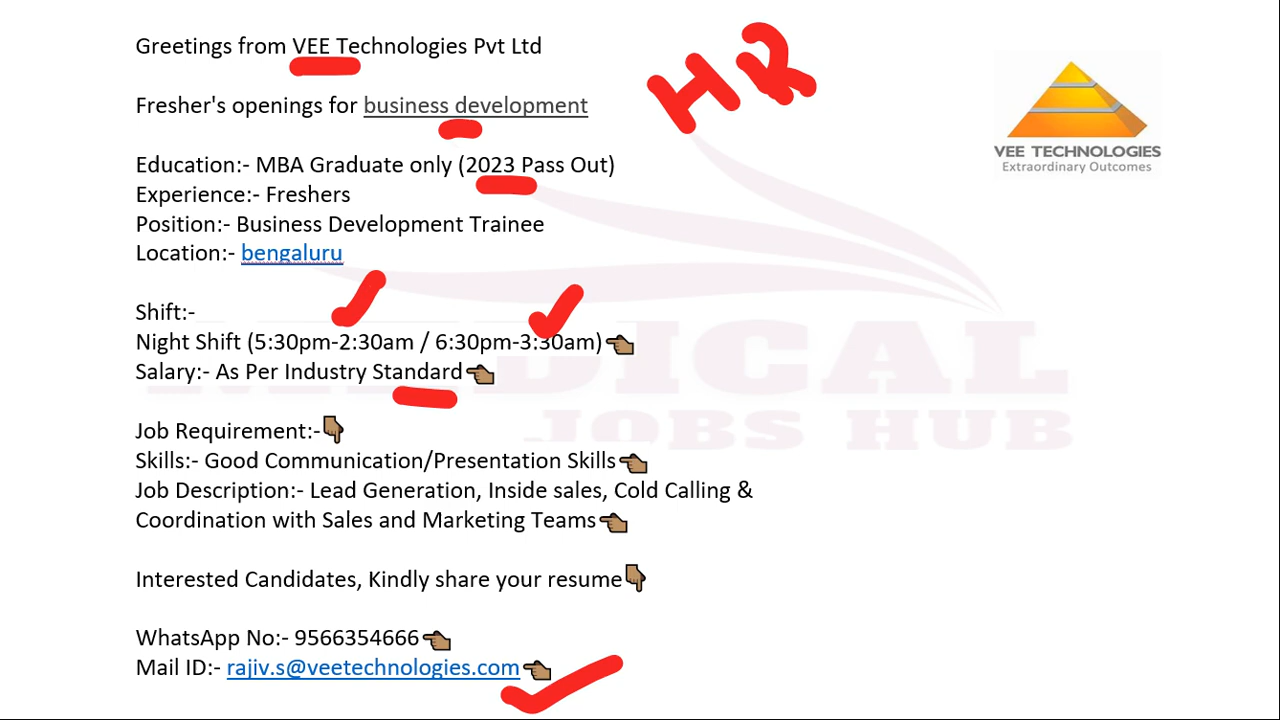 Greetings from VEE Technologies Pvt Ltd
HR
Fresher's openings for business development
VEE TECHNOLOGIES
Extraordinary Outcomes
Education:- MBA Graduate only (2023 Pass Out)
Experience:- Freshers
Position:- Business Development Trainee
Location:- bengaluru
Shift:-
Night Shift (5:30pm-2:30am / 6:30pm-3:30am)
Salary:- As Per Industry Standard
MEDICAL
JOBS HUB
Job Requirement:-
Skills:- Good Communication/Presentation Skills
Job Description:- Lead Generation, Inside sales, Cold Calling &
Coordination with Sales and Marketing Teams
Interested Candidates, Kindly share your resume
WhatsApp No:- 9566354666
Mail ID:- rajiv.s@veetechnologies.com